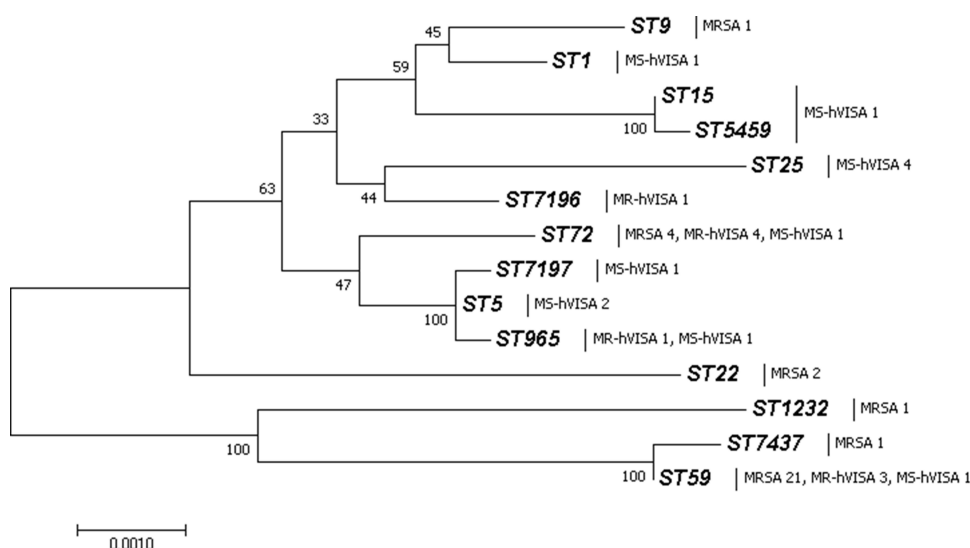 45
ST9 MRSA 1
59
ST1 MS-hVISA 1
33
ST15
MS-hVISA 1
100
ST5459
63
ST25 MS-hVISA 4
44
ST7196 MR-hVISA 1
ST72 MRSA 4, MR-hVISA 4, MS-hVISA 1
47
ST7197 MS-hVISA 1
ST5 MS-hVISA 2
100
ST965 MR-hVISA 1, MS-hVISA 1
ST22 MRSA 2
ST1232 MRSA 1
100
ST7437 MRSA 1
100
ST59 MRSA 21, MR-hVISA 3, MS-hVISA 1
0.0010